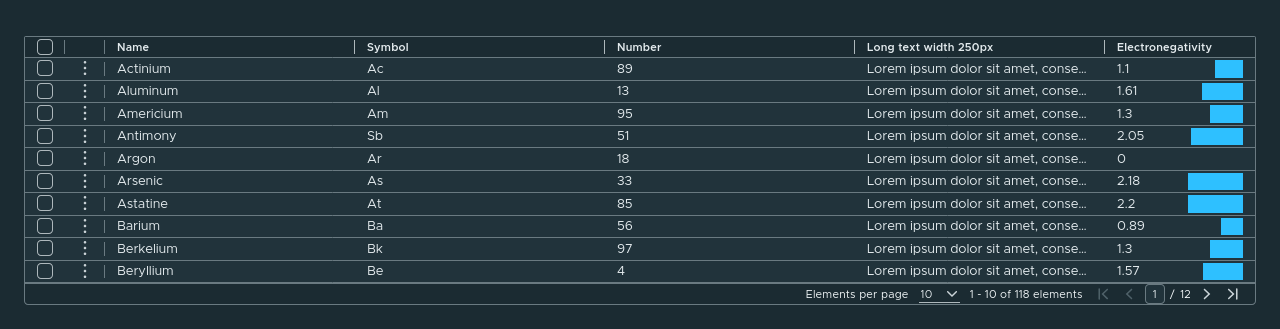 Name Symbol Number Long text width 250px Electronegativity
Actinium Ac 89 Lorem ipsum dolor sit amet, conse... 1.1
Aluminum Al 13 Lorem ipsum dolor sit amet, conse... 1.61
Americium Am 95 Lorem ipsum dolor sit amet, conse... 1.3
Antimony Sb 51 Lorem ipsum dolor sit amet, conse... 2.05
Argon Ar 18 Lorem ipsum dolor sit amet, conse... 0
Arsenic As 33 Lorem ipsum dolor sit amet, conse... 2.18
Astatine At 85 Lorem ipsum dolor sit amet, conse... 2.2
Barium Ba 56 Lorem ipsum dolor sit amet, conse... 0.89
Berkelium Bk 97 Lorem ipsum dolor sit amet, conse... 1.3
Beryllium Be 4 Lorem ipsum dolor sit amet, conse... 1.57
Elements per page 10 1 - 10 of 118 elements 1 / 12